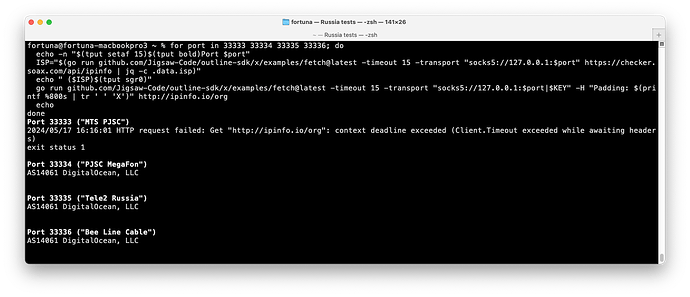 fortuna — Russia tests — -zsh — 141×26
~ — Russia tests — -zsh
fortuna@fortuna-macbookpro3 ~ % for port in 33333 33334 33335 33336; do
  echo -n "$(tput setaf 15)$(tput bold)Port $port"
  ISP="$(go run github.com/Jigsaw-Code/outline-sdk/x/examples/fetch@latest -timeout 15 -transport "socks5://127.0.0.1:$port" https://checker.
soax.com/api/ipinfo | jq -c .data.isp)"
  echo " ($ISP)$(tput sgr0)"
  go run github.com/Jigsaw-Code/outline-sdk/x/examples/fetch@latest -timeout 15 -transport "socks5://127.0.0.1:$port|$KEY" -H "Padding: $(pri
ntf %800s | tr ' ' 'X')" http://ipinfo.io/org
  echo
done
Port 33333 ("MTS PJSC")
2024/05/17 16:16:01 HTTP request failed: Get "http://ipinfo.io/org": context deadline exceeded (Client.Timeout exceeded while awaiting header
s)
exit status 1
Port 33334 ("PJSC MegaFon")
AS14061 DigitalOcean, LLC
Port 33335 ("Tele2 Russia")
AS14061 DigitalOcean, LLC
Port 33336 ("Bee Line Cable")
AS14061 DigitalOcean, LLC